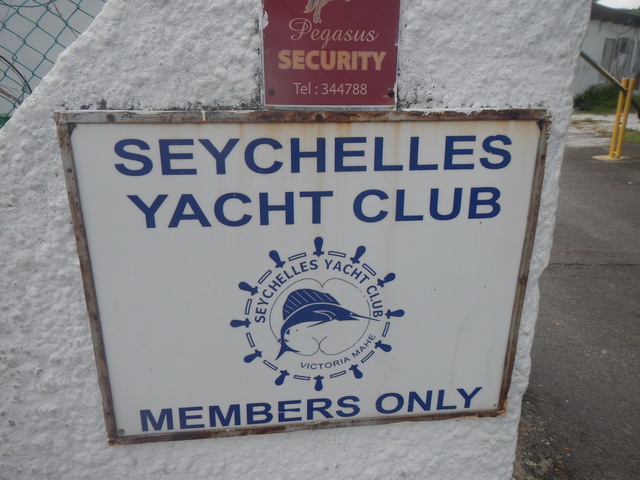 Pegasus
SECURITY
Tel : 344788
SEYCHELLES
YACHT CLUB
SEYCHELLES YACHT CLUB
VICTORIA MAHE
MEMBERS ONLY